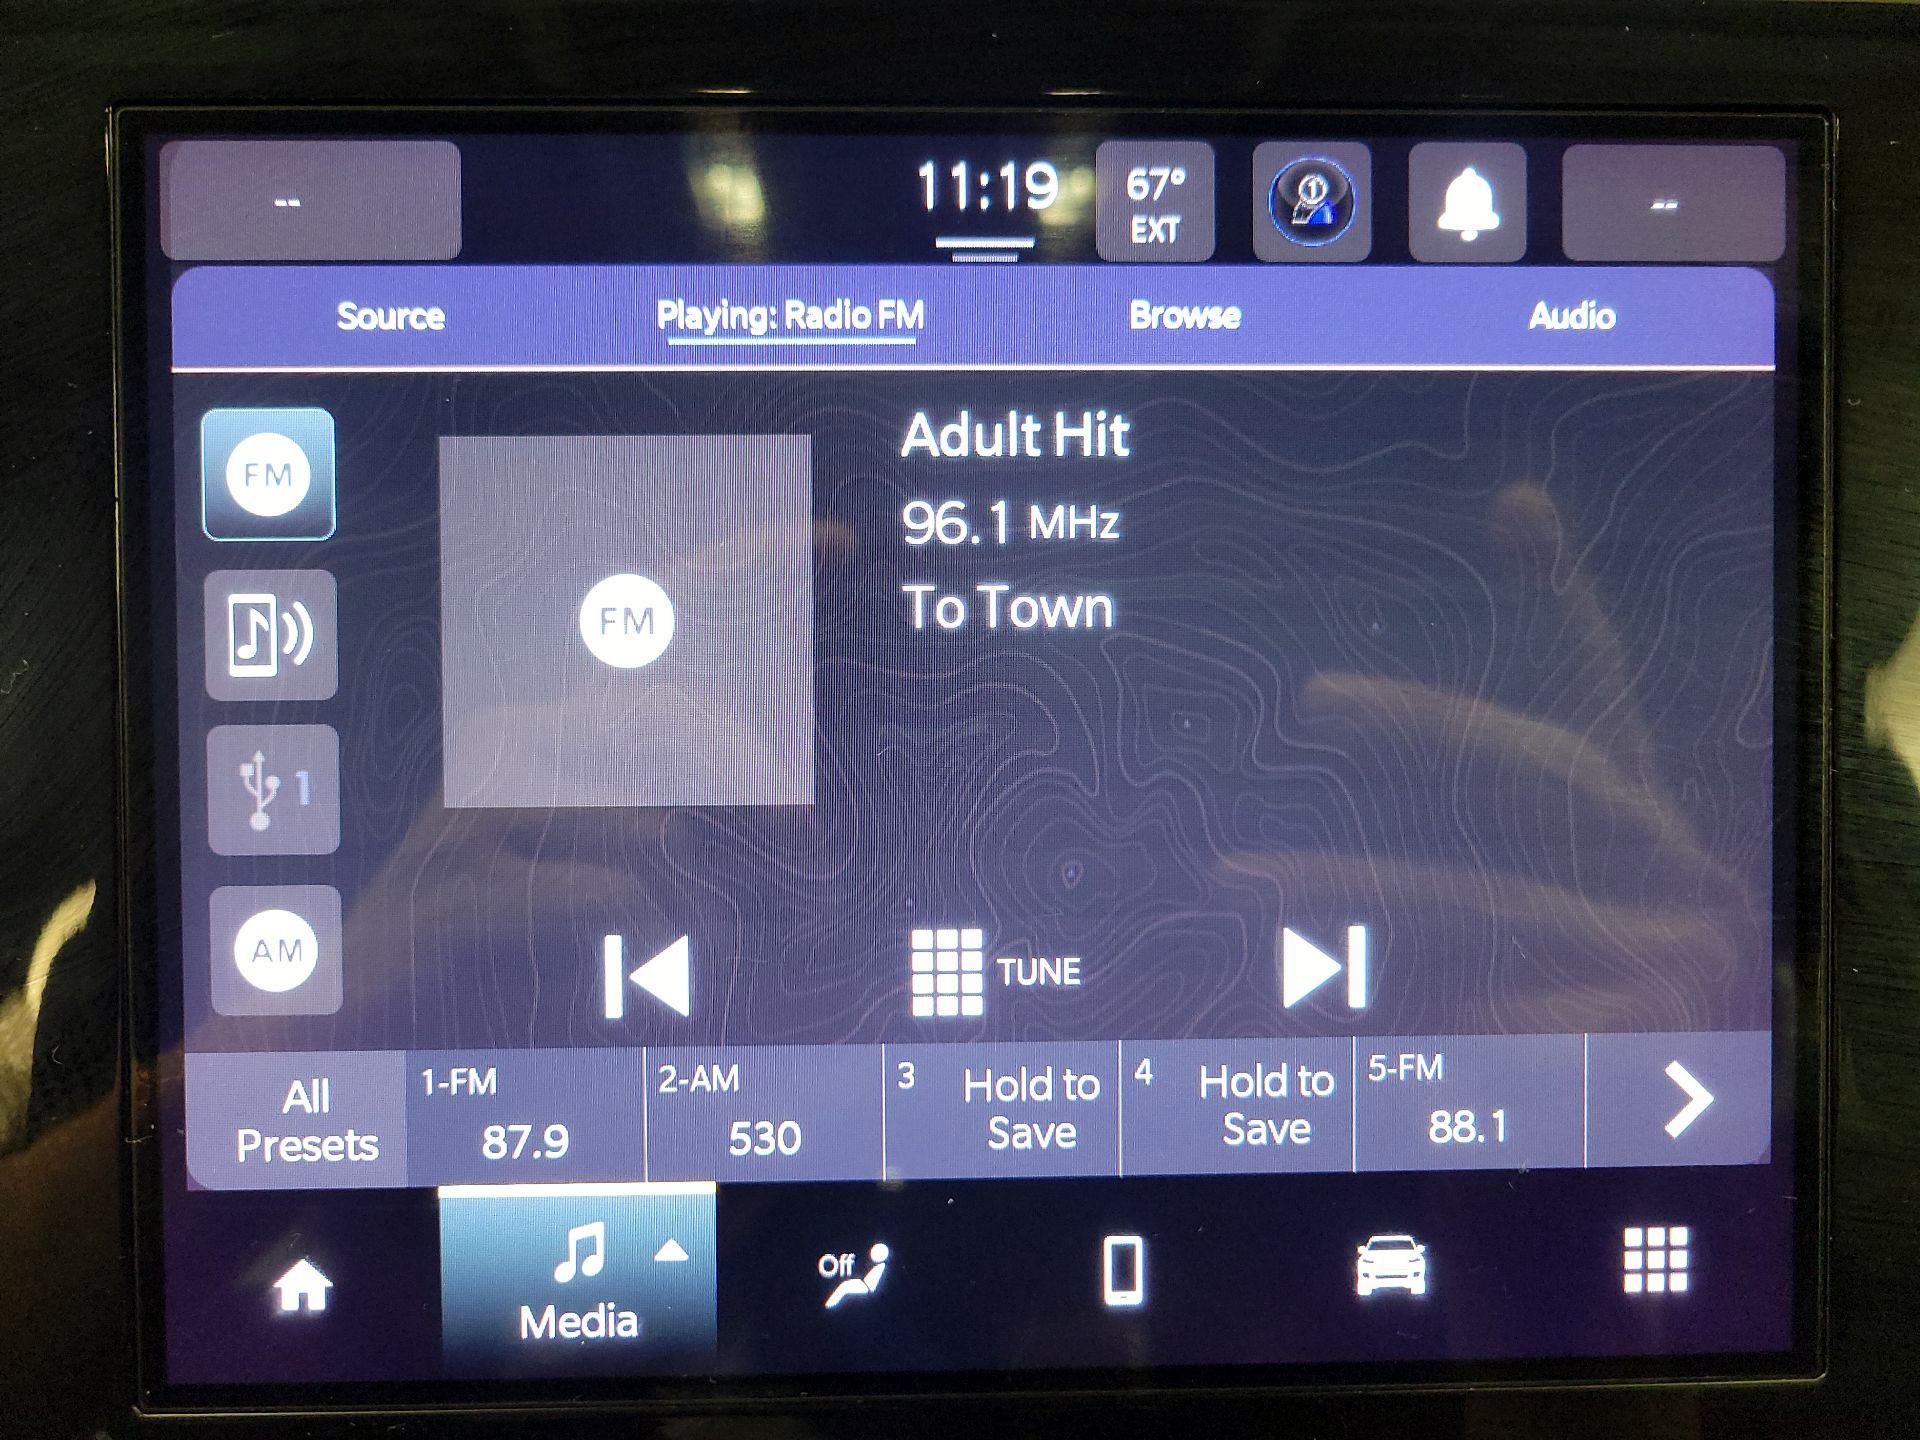 --
11:19
67°
EXT
1
--
Source
Playing: Radio FM
Browse
Audio
FM
FM
Adult Hit
96.1 MHz
To Town
1
AM
TUNE
All
Presets
1-FM
87.9
2-AM
530
3
Hold to
Save
4
Hold to
Save
5-FM
88.1
Media
Off